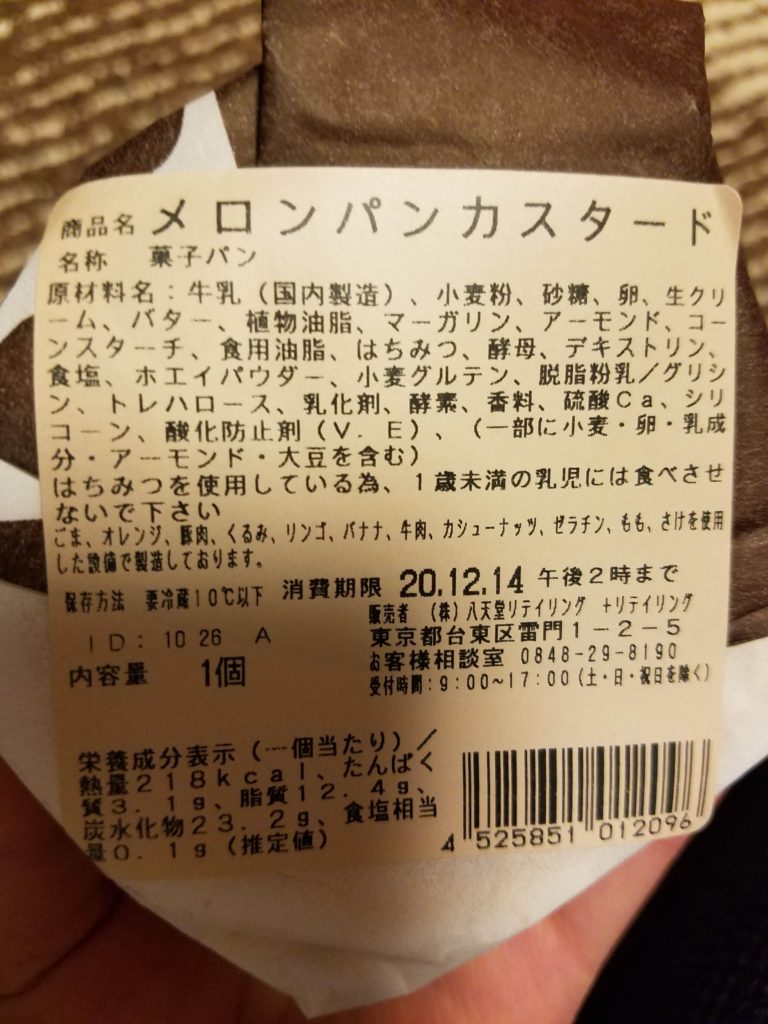 商品名 メロンパンカスタード
名称 菓子パン
原材料名：牛乳（国内製造）、小麦粉、砂糖、卵、生クリ
ーム、バター、植物油脂、マーガリン、アーモンド、コー
ンスターチ、食用油脂、はちみつ、酵母、デキストリン、
食塩、ホエイパウダー、小麦グルテン、脱脂粉乳／グリシ
ン、トレハロース、乳化剤、酵素、香料、硫酸Ｃａ、シリ
コーン、酸化防止剤（Ｖ．Ｅ）、（一部に小麦・卵・乳成
分・アーモンド・大豆を含む）
はちみつを使用している為、１歳未満の乳児には食べさせ
ないで下さい
ごま、オレンジ、豚肉、くるみ、リンゴ、バナナ、牛肉、カシューナッツ、ゼラチン、もも、さけを使用
した設備で製造しております。
保存方法 要冷蔵10℃以下 消費期限 20.12.14 午後２時まで
販売者 （株）八天堂リテイリング +リテイリング
ＩＤ：１０２６ Ａ 東京都台東区雷門１－２－５
お客様相談室 0848-29-8190
内容量 1個 受付時間：9：00～17：00（土・日・祝日を除く）
栄養成分表示（一個当たり）／
熱量２１８ｋｃａｌ、たんぱく
質３．１ｇ、脂質１２．４ｇ、
炭水化物２３．２ｇ、食塩相当
量０．１ｇ（推定値）
4 525851 012096